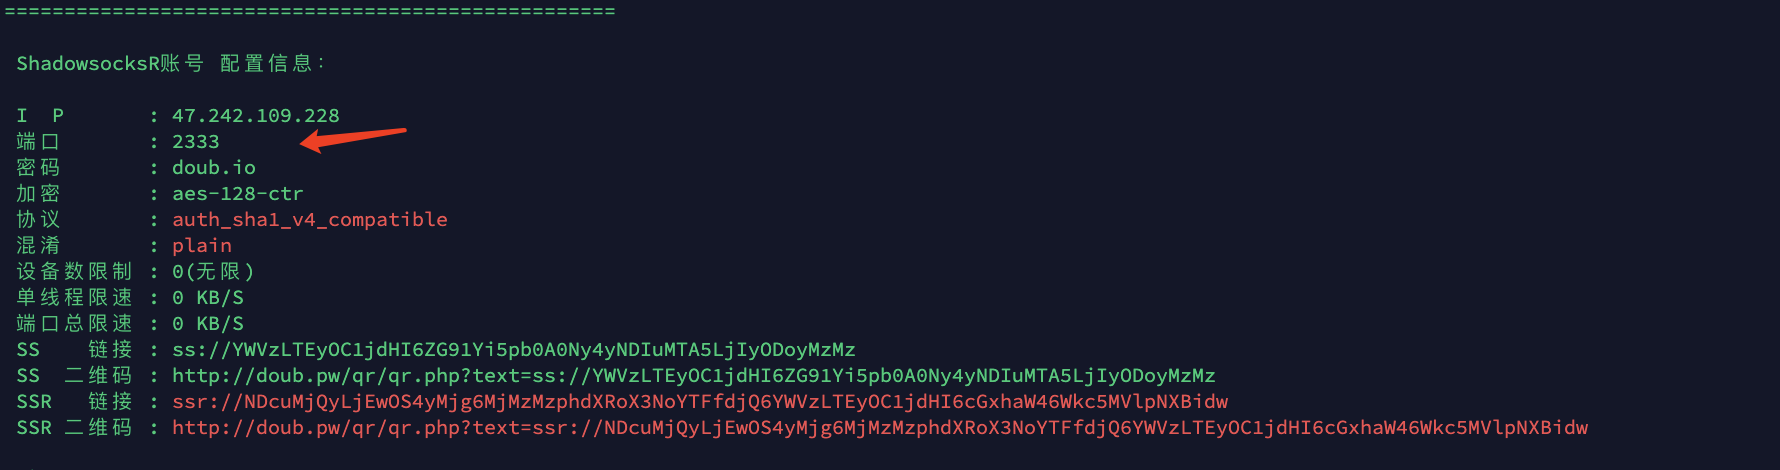 ==================================================
ShadowsocksR账号 配置信息：
I P : 47.242.109.228
端口 : 2333
密码 : doub.io
加密 : aes-128-ctr
协议 : auth_sha1_v4_compatible
混淆 : plain
设备数限制 : 0(无限)
单线程限速 : 0 KB/S
端口总限速 : 0 KB/S
SS 链接 : ss://YWVzLTEyOC1jdHI6ZG91Yi5pb0A0Ny4yNDIuMTA5LjIyODoyMzMz
SS 二维码 : http://doub.pw/qr/qr.php?text=ss://YWVzLTEyOC1jdHI6ZG91Yi5pb0A0Ny4yNDIuMTA5LjIyODoyMzMz
SSR 链接 : ssr://NDcuMjQyLjEwOS4yMjg6MjMzMzphdXRoX3NoYTFfdjQ6YWVzLTEyOC1jdHI6cGxhaW46Wkc5MVlpNXBidw
SSR 二维码 : http://doub.pw/qr/qr.php?text=ssr://NDcuMjQyLjEwOS4yMjg6MjMzMzphdXRoX3NoYTFfdjQ6YWVzLTEyOC1jdHI6cGxhaW46Wkc5MVlpNXBidw